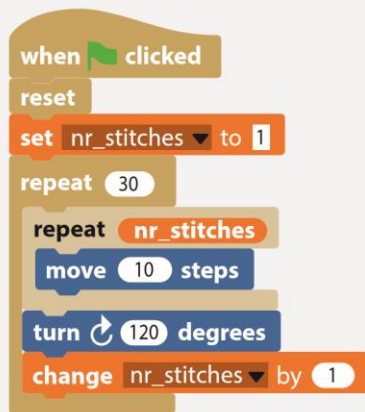 when clicked
reset
set nr_stitches to 1
repeat 30
repeat nr_stitches
move 10 steps
turn 120 degrees
change nr_stitches by 1